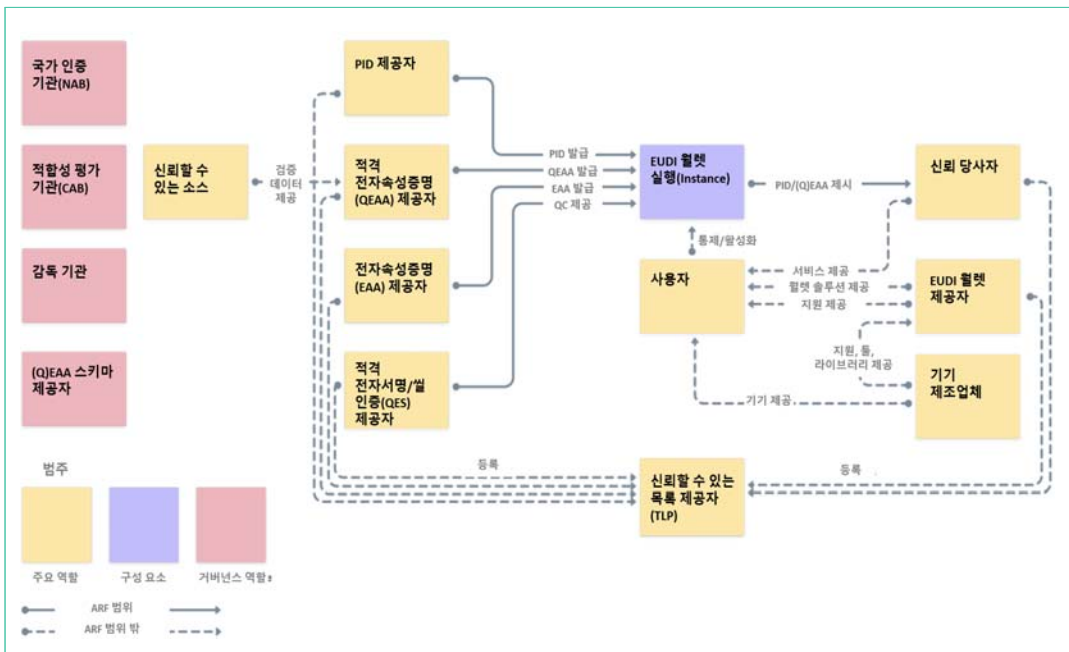 국가 인증
기관(NAB)
적합성 평가
기관(CAB)
감독 기관
(Q)EAA 스키마
제공자
신뢰할 수
있는 소스
검증
데이터
제공
PID 제공자
적격
전자속성증명
(QEAA) 제공자
전자속성증명
(EAA) 제공자
적격
전자서명/씰
인증(QES)
제공자
PID 발급
QEAA 발급
EAA 발급
QC 제공
EUDI 월렛
실행(Instance)
PID/(Q)EAA 제시
신뢰 당사자
통제/활성화
사용자
서비스 제공
월렛 솔루션 제공
지원 제공
EUDI 월렛
제공자
지원, 툴,
라이브러리 제공
기기
제조업체
기기 제공
등록
신뢰할 수 있는
목록 제공자
(TLP)
등록
범주
주요 역할
구성 요소
거버넌스 역할
ARF 범위
ARF 범위 밖